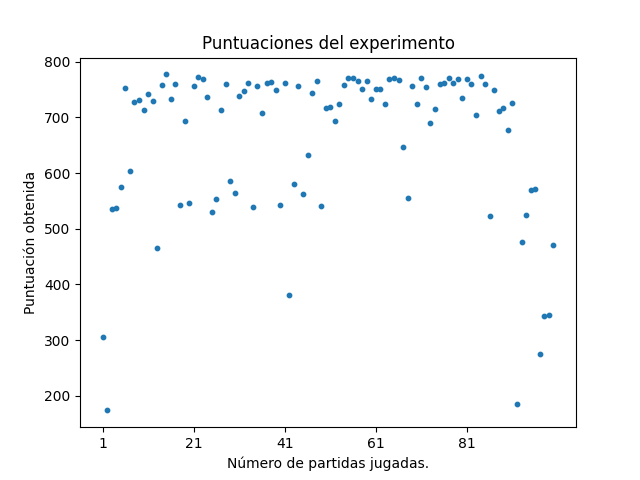 Puntuaciones del experimento
Puntuación obtenida
800
700
600
500
400
300
200
1 21 41 61 81
Número de partidas jugadas.